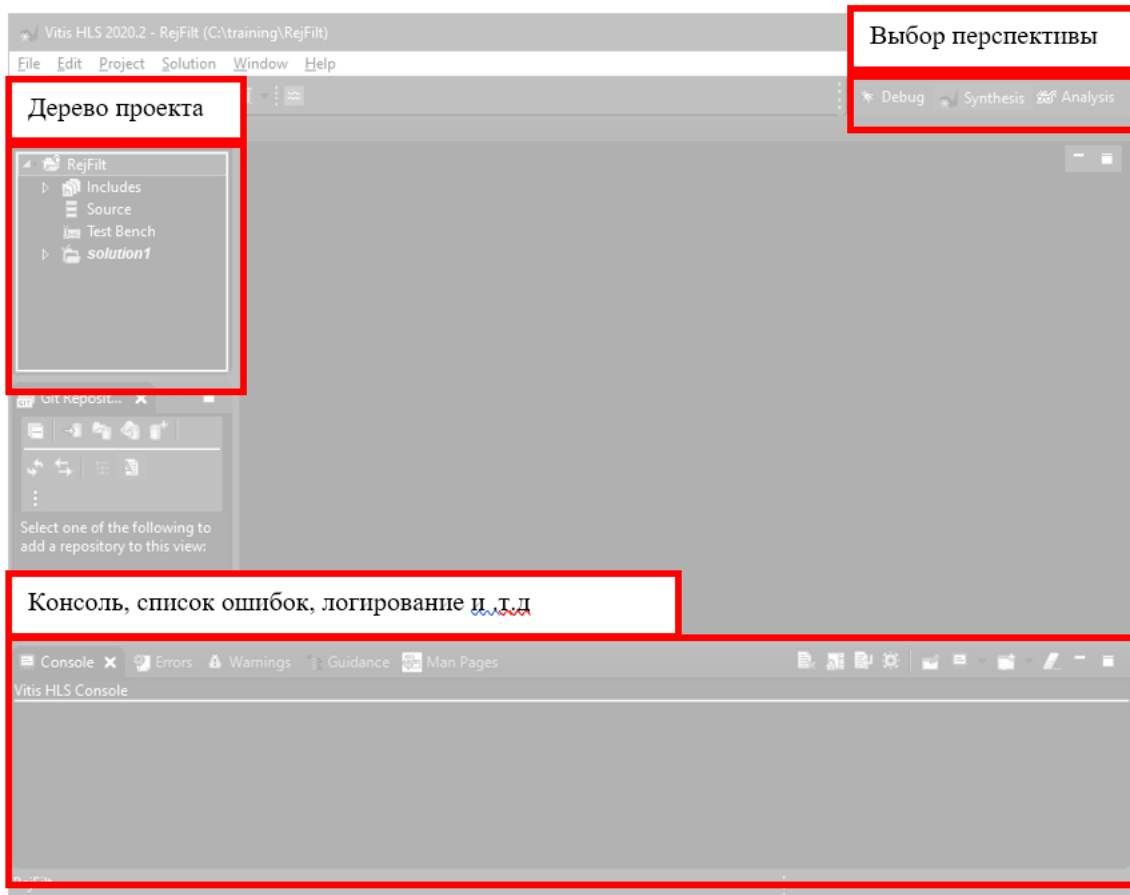 Vitis HLS 2020.2 - RejFilt (C:\training\RejFilt)
Выбор перспективы
File Edit Project Solution Window Help
Дерево проекта
Debug Synthesis Analysis
RejFilt
Includes
Source
Test Bench
solution1
Git Reposit...
Select one of the following to
add a repository to this view:
Консоль, список ошибок, логирование и .т.д
Console Errors Warnings Guidance Man Pages
Vitis HLS Console
RejFilt